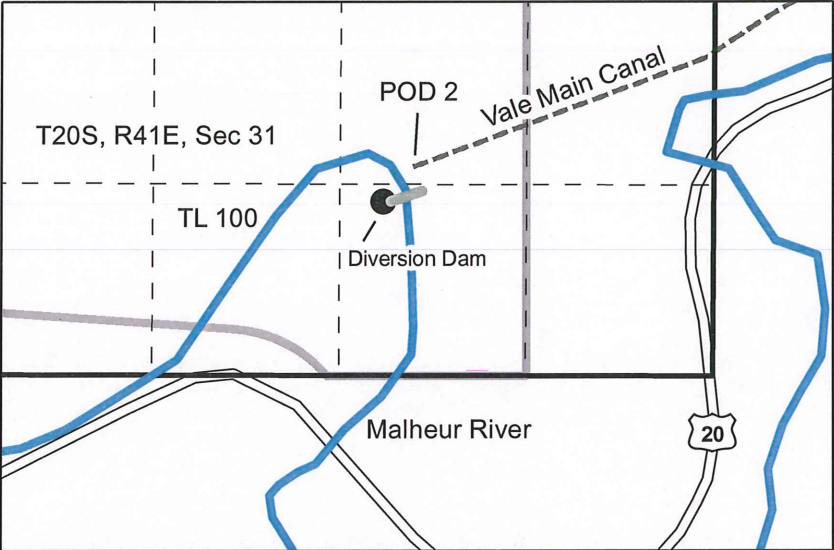 POD 2
Vale Main Canal
T20S, R41E, Sec 31
TL 100
Diversion Dam
Malheur River
20